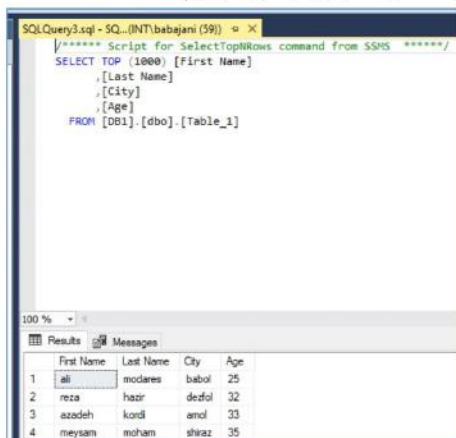 SQLQuery3.sql - SQ...(INT\babajani (59))
/****** Script for SelectTopNRows command from SSMS ******/
SELECT TOP (1000) [First Name]
,[Last Name]
,[City]
,[Age]
FROM [DB1].[dbo].[Table_1]
100 %
Results Messages
First Name Last Name City Age
1 ali modares babol 25
2 reza hazir dezfol 32
3 azadeh kordi amol 33
4 meysam moham shiraz 35